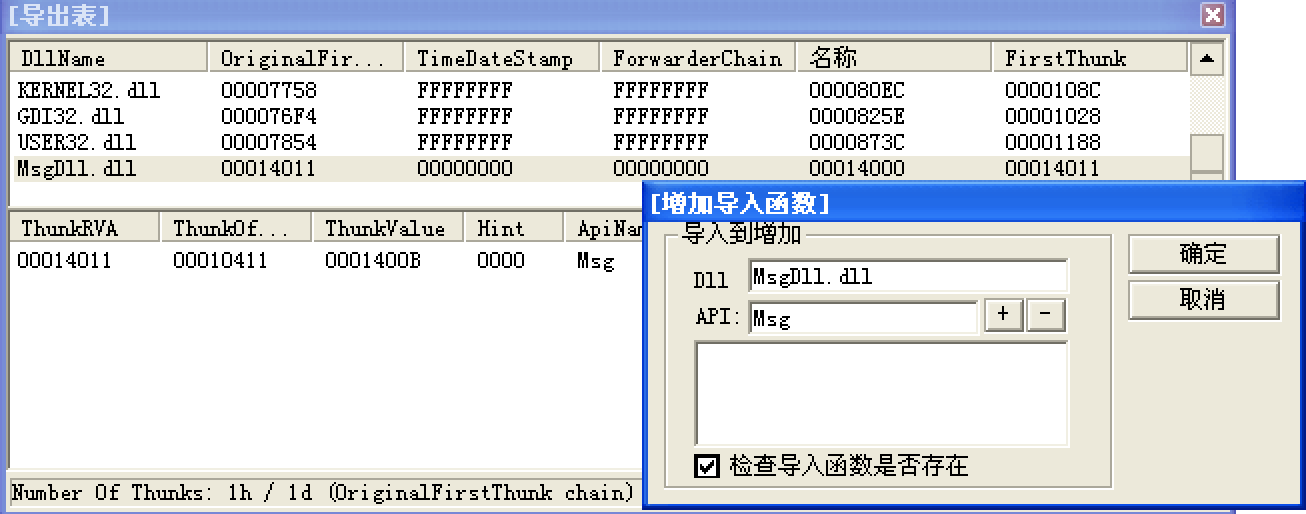 [导出表]
DllName OriginalFir... TimeDateStamp ForwarderChain 名称 FirstThunk
KERNEL32.dll 00007758 FFFFFFFF FFFFFFFF 000080EC 0000108C
GDI32.dll 000076F4 FFFFFFFF FFFFFFFF 0000825E 00001028
USER32.dll 00007854 FFFFFFFF FFFFFFFF 0000873C 00001188
MsgDll.dll 00014011 00000000 00000000 00014000 00014011
ThunkRVA ThunkOf... ThunkValue Hint ApiNam
00014011 00010411 0001400B 0000 Msg
Number Of Thunks: 1h / 1d (OriginalFirstThunk chain)
[增加导入函数]
导入到增加
Dll MsgDll.dll
API: Msg + -
检查导入函数是否存在
确定
取消